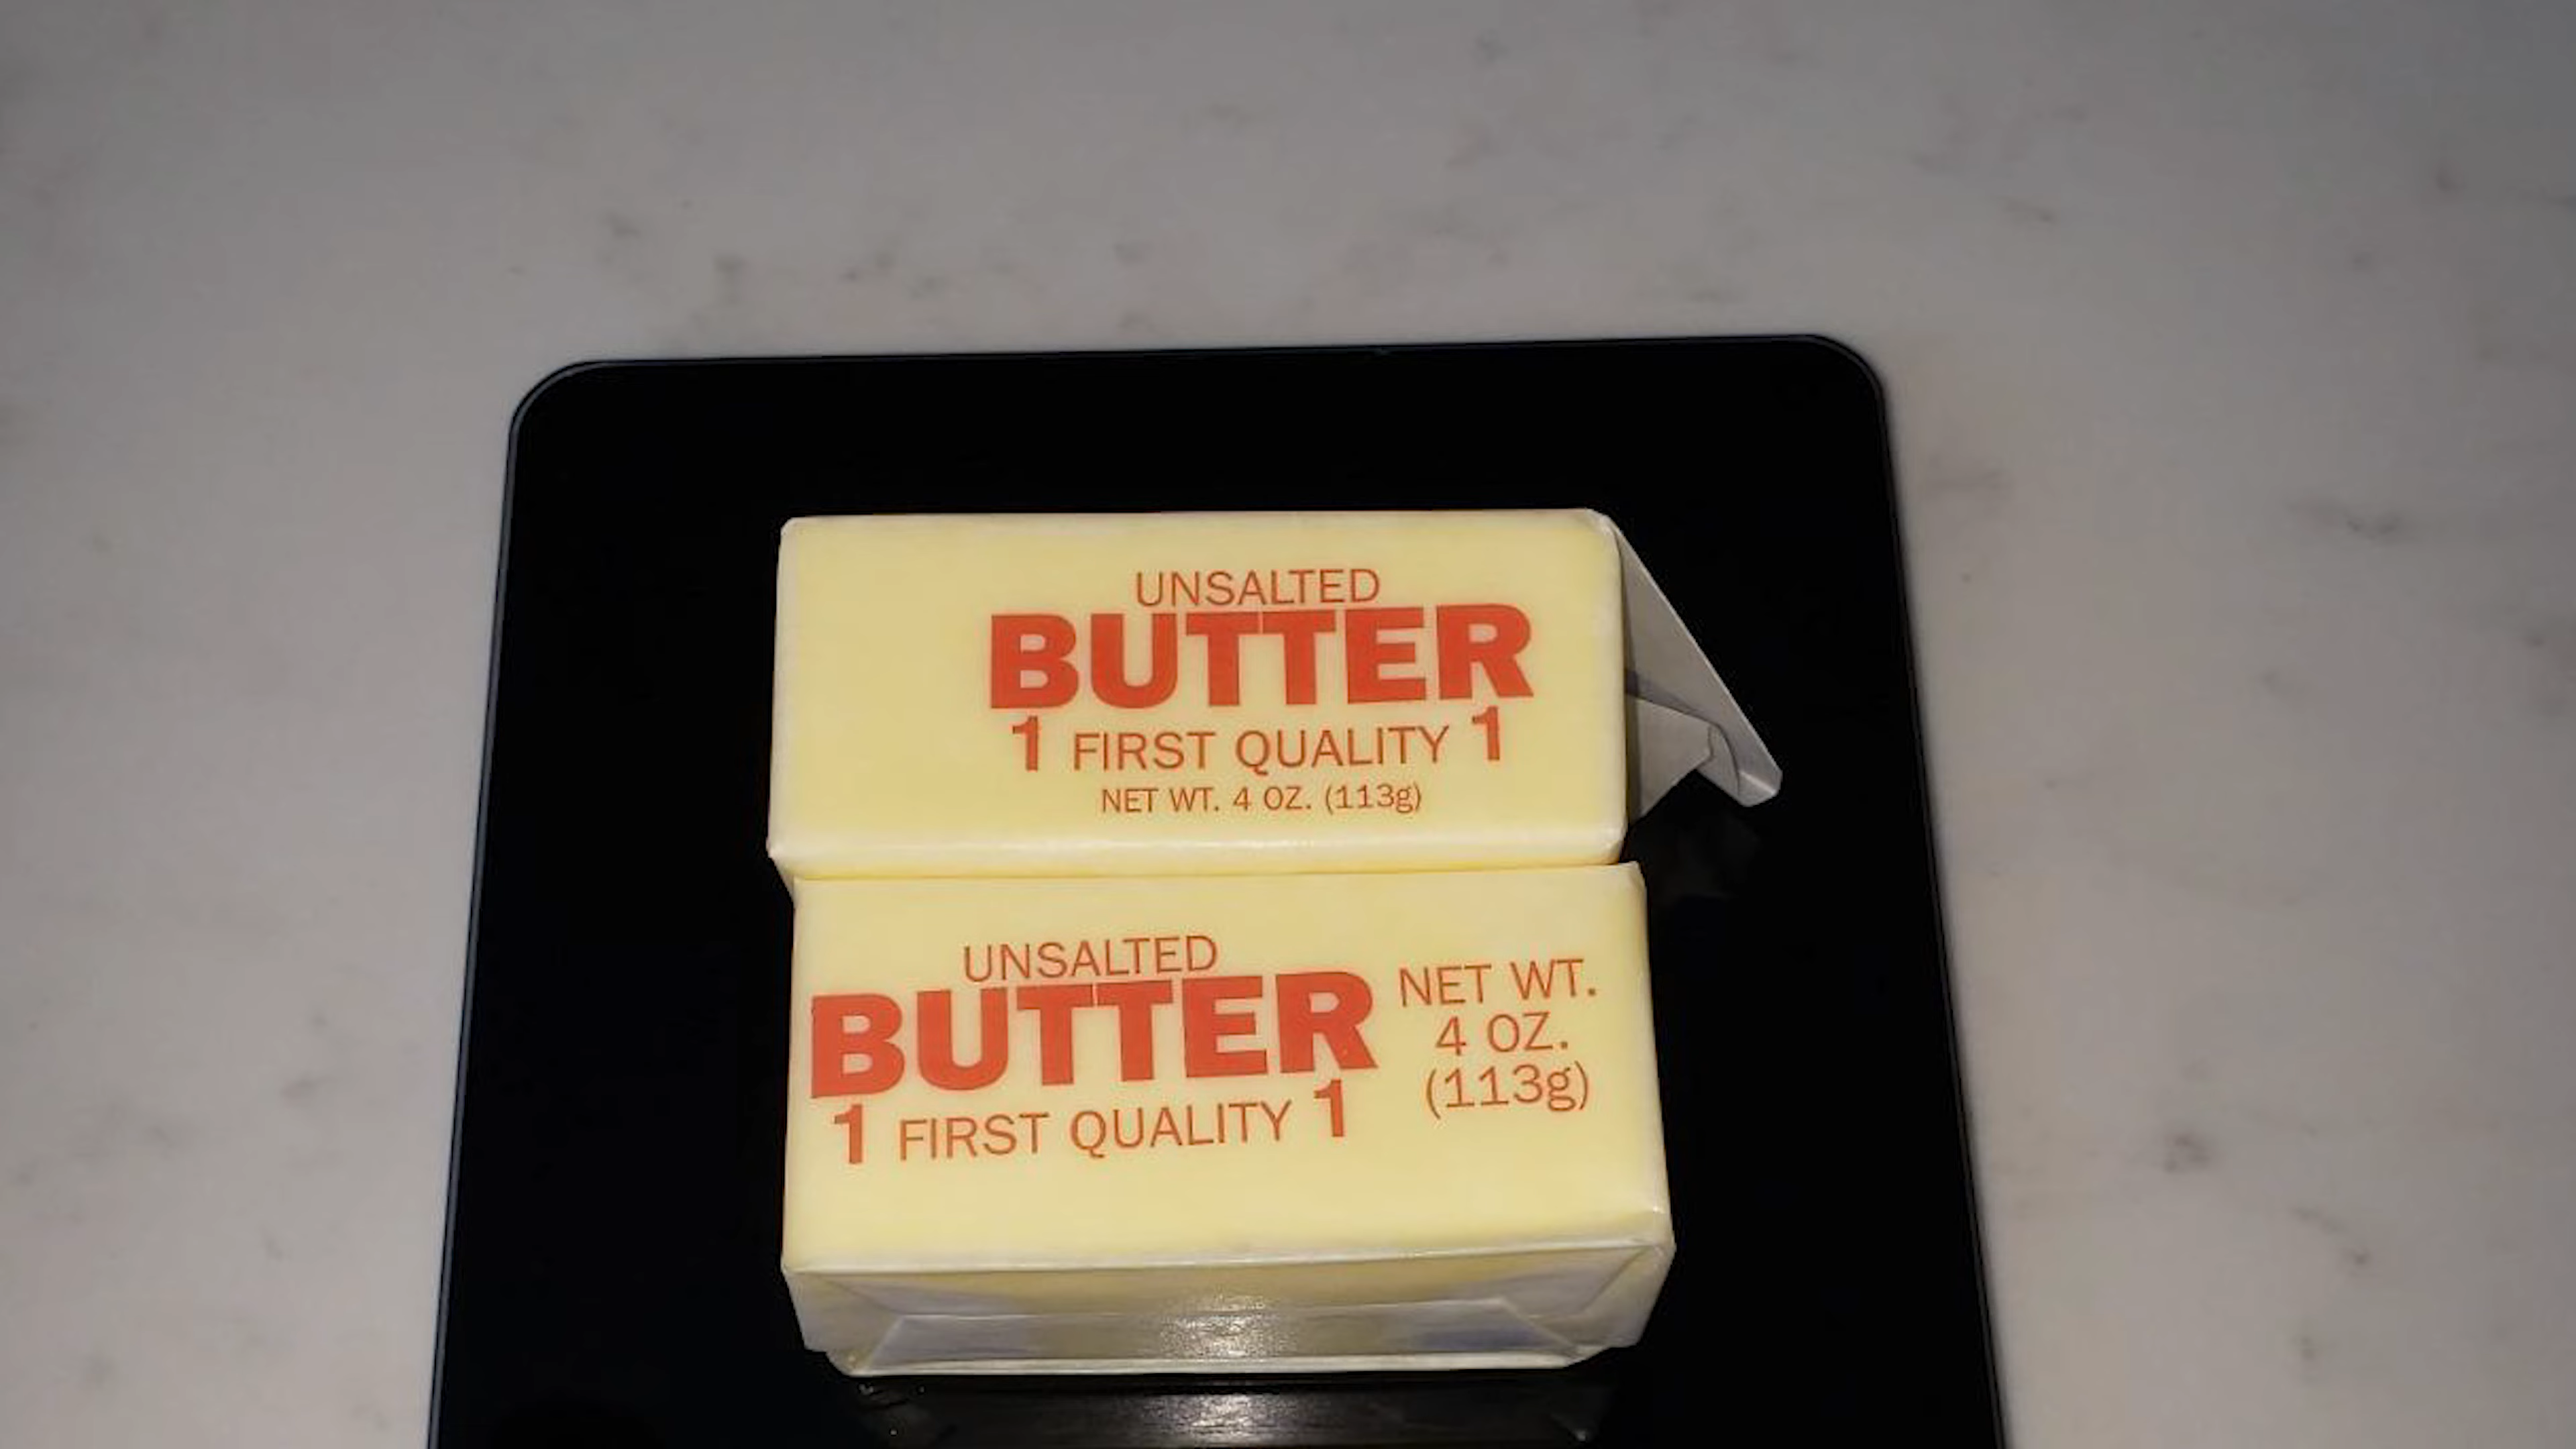 UNSALTED
BUTTER
1 FIRST QUALITY 1
NET WT. 4 OZ. (113g)
UNSALTED
BUTTER
1 FIRST QUALITY 1
NET WT.
4 OZ.
(113g)